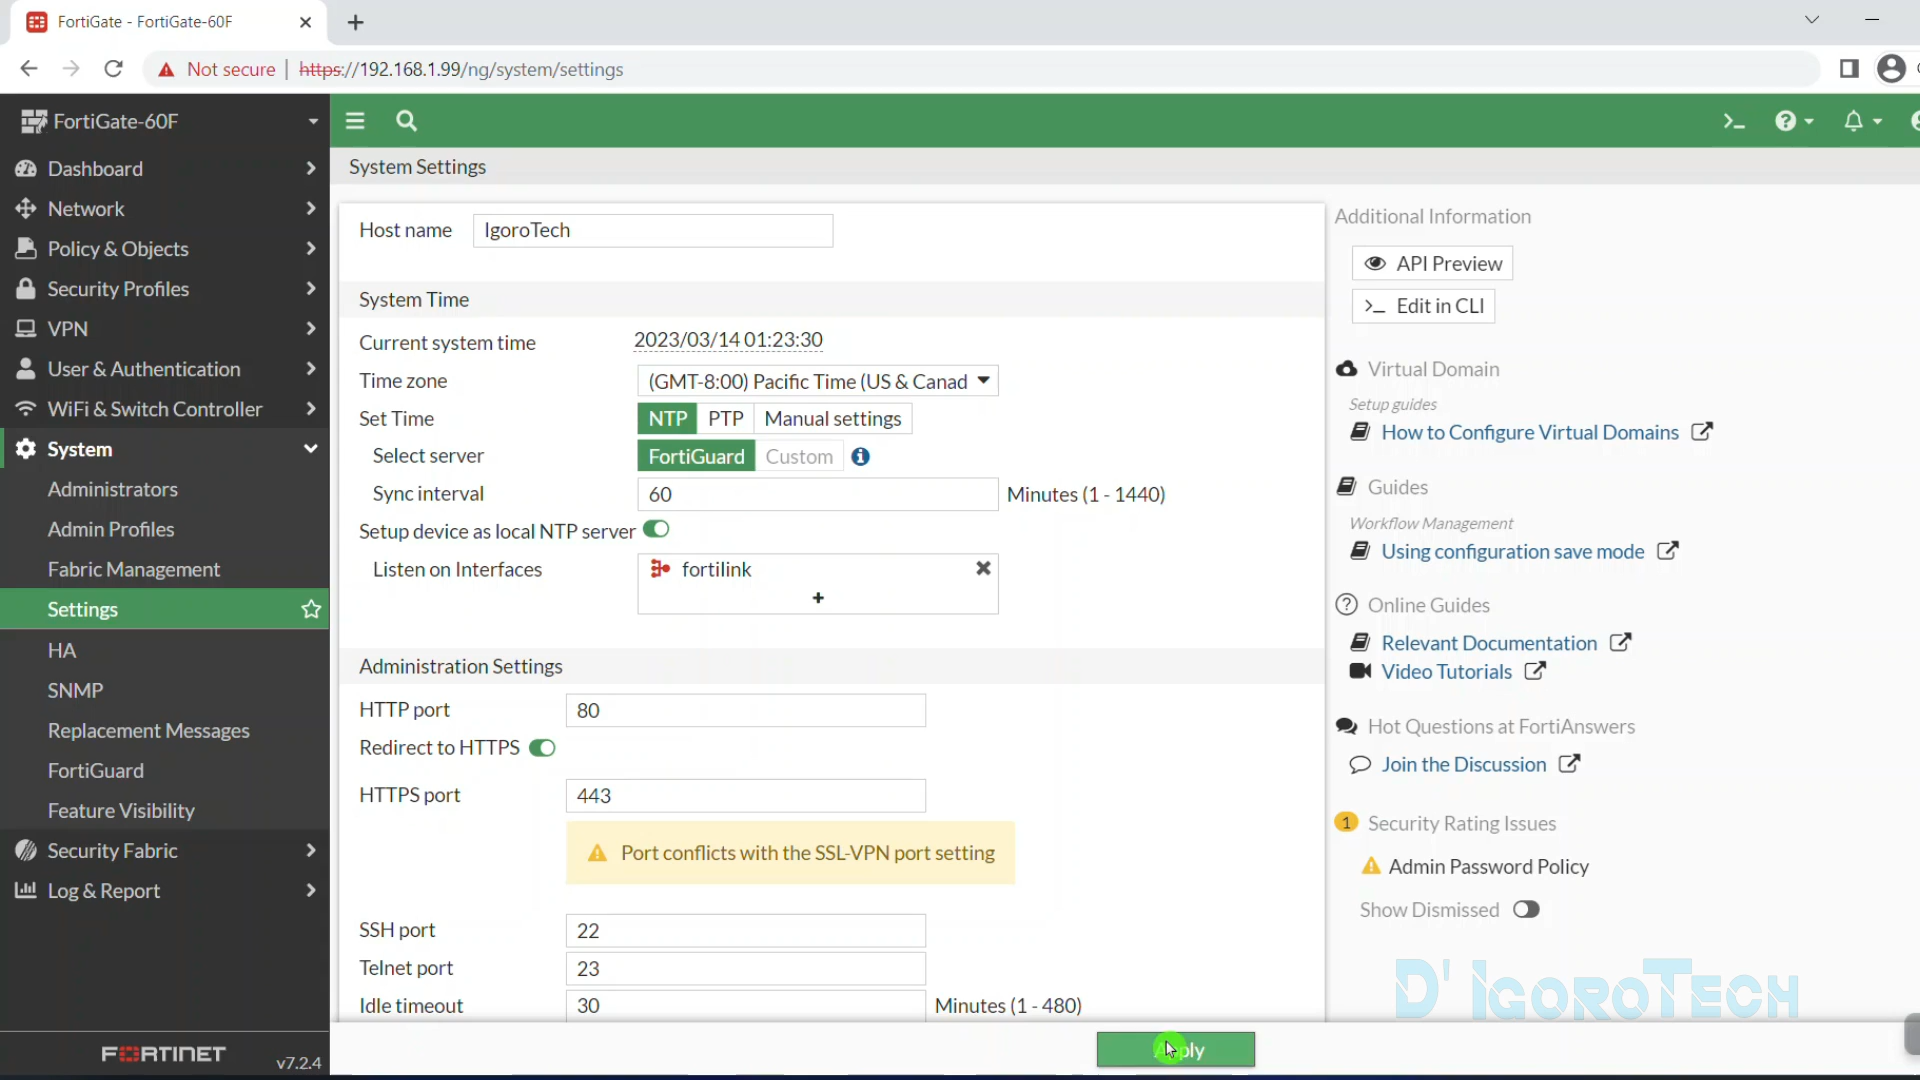 FortiGate - FortiGate-60F
Not secure | https://192.168.1.99/ng/system/settings
FortiGate-60F
Dashboard
Network
Policy & Objects
Security Profiles
VPN
User & Authentication
WiFi & Switch Controller
System
Administrators
Admin Profiles
Fabric Management
Settings
HA
SNMP
Replacement Messages
FortiGuard
Feature Visibility
Security Fabric
Log & Report
FORTINET v7.2.4
System Settings
Host name IgoroTech
System Time
Current system time 2023/03/14 01:23:30
Time zone (GMT-8:00) Pacific Time (US & Canad
Set Time NTP PTP Manual settings
Select server FortiGuard Custom
Sync interval 60 Minutes (1 - 1440)
Setup device as local NTP server
Listen on Interfaces fortilink
Administration Settings
HTTP port 80
Redirect to HTTPS
HTTPS port 443
Port conflicts with the SSL-VPN port setting
SSH port 22
Telnet port 23
Idle timeout 30 Minutes (1 - 480)
Apply
Additional Information
API Preview
>_ Edit in CLI
Virtual Domain
Setup guides
How to Configure Virtual Domains
Guides
Workflow Management
Using configuration save mode
Online Guides
Relevant Documentation
Video Tutorials
Hot Questions at FortiAnswers
Join the Discussion
1 Security Rating Issues
Admin Password Policy
Show Dismissed
D' IGOROTECH